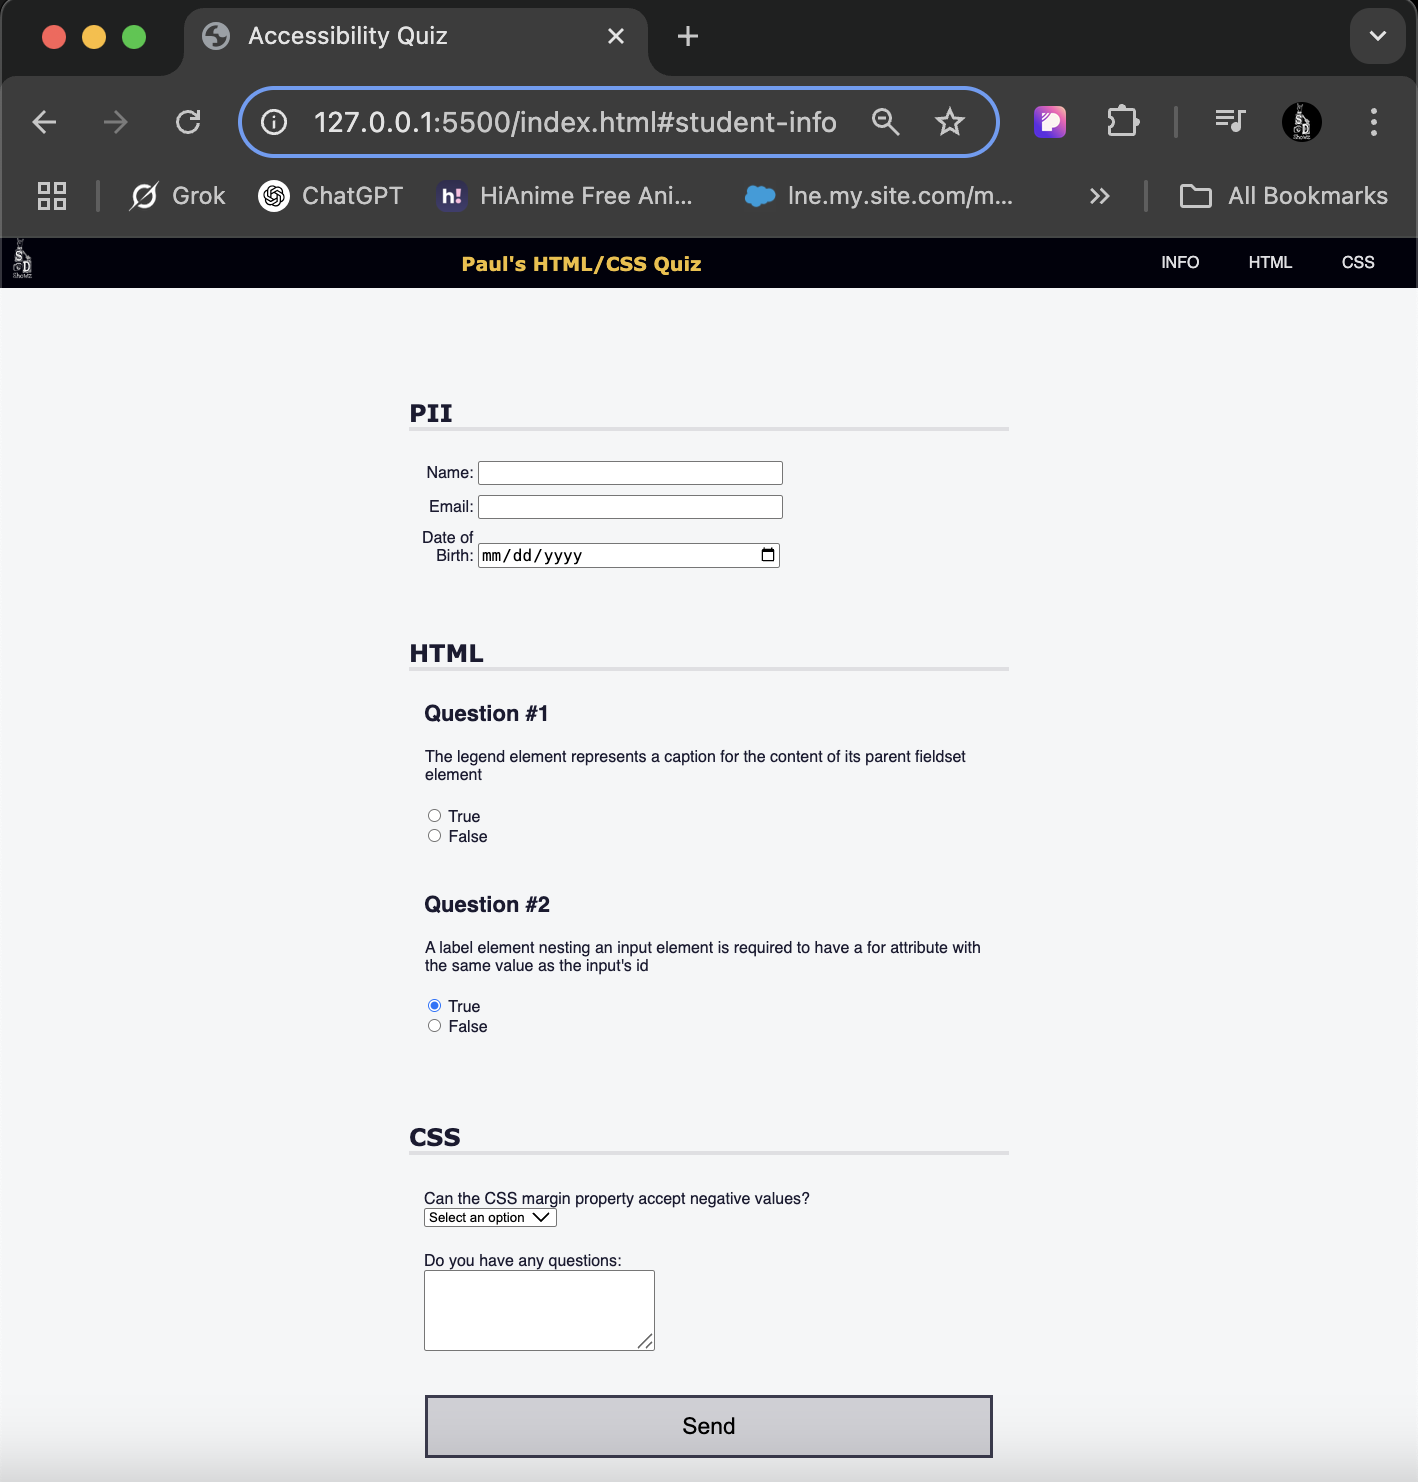 Accessibility Quiz
127.0.0.1:5500/index.html#student-info
Grok
ChatGPT
h!
HiAnime Free Ani...
lne.my.site.com/m...
All Bookmarks
Paul's HTML/CSS Quiz
INFO
HTML
CSS
PII
Name:
Email:
Date of
Birth:
mm/dd/yyyy
HTML
Question #1
The legend element represents a caption for the content of its parent fieldset
element
True
False
Question #2
A label element nesting an input element is required to have a for attribute with
the same value as the input's id
True
False
CSS
Can the CSS margin property accept negative values?
Select an option
Do you have any questions:
Send